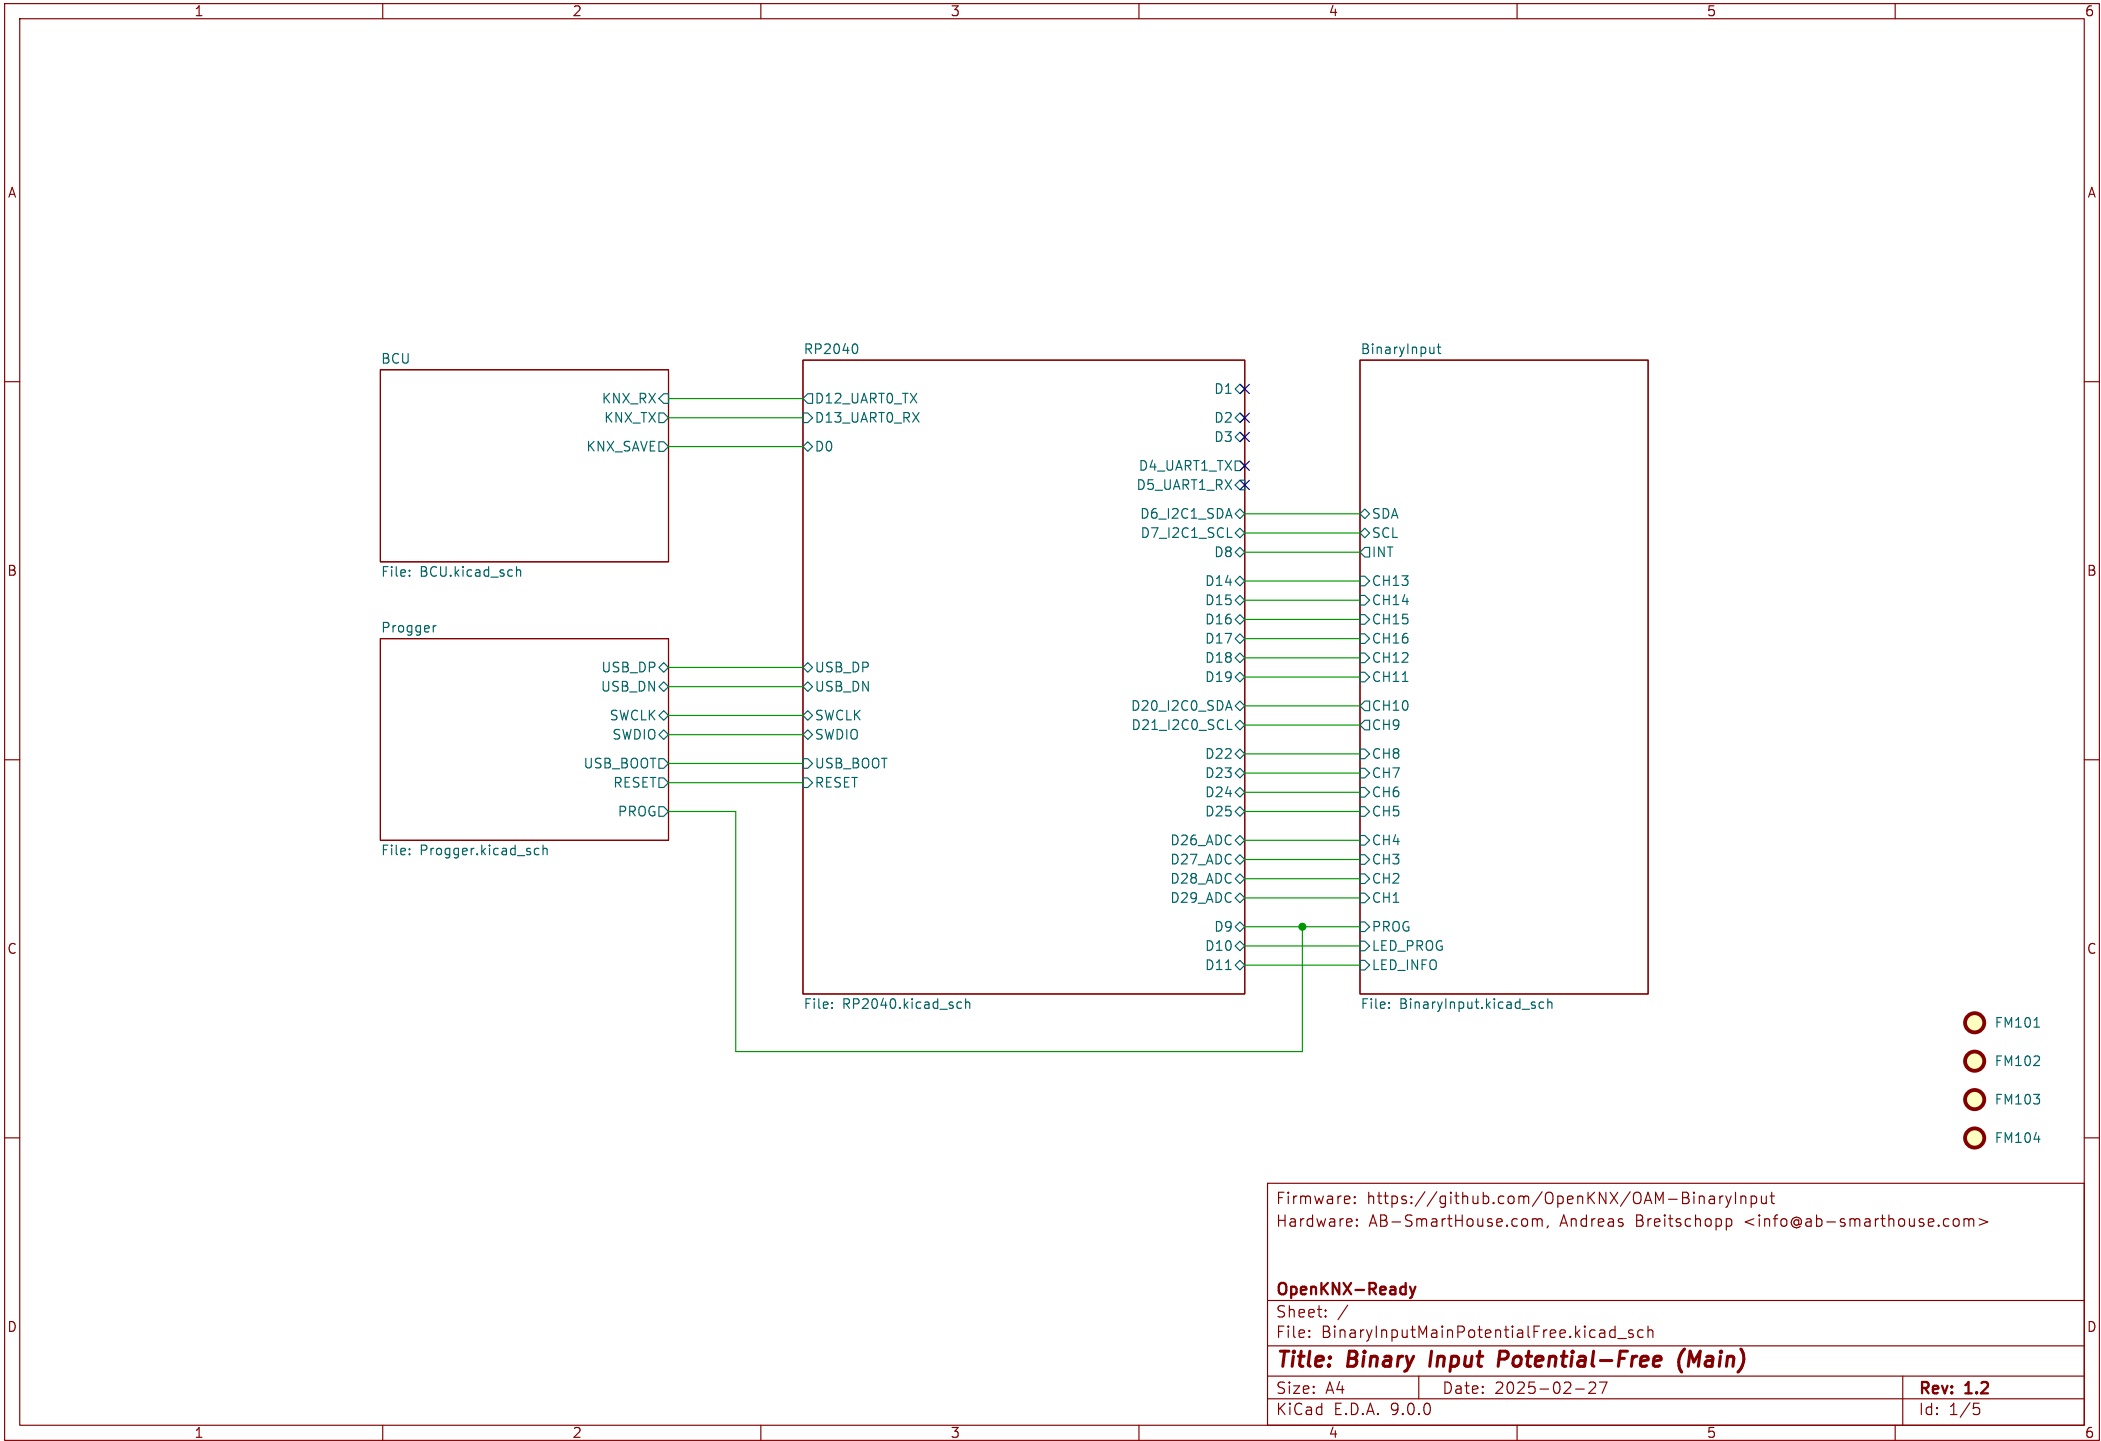 1 2 3 4 5 6
A A
BCU
KNX_RX
KNX_TX
KNX_SAVE
File: BCU.kicad_sch
Progger
USB_DP
USB_DN
SWCLK
SWDIO
USB_BOOT
RESET
PROG
File: Progger.kicad_sch
RP2040
D12_UART0_TX
D13_UART0_RX
D0
USB_DP
USB_DN
SWCLK
SWDIO
USB_BOOT
RESET
D1
D2
D3
D4_UART1_TX
D5_UART1_RX
D6_I2C1_SDA
D7_I2C1_SCL
D8
D14
D15
D16
D17
D18
D19
D20_I2C0_SDA
D21_I2C0_SCL
D22
D23
D24
D25
D26_ADC
D27_ADC
D28_ADC
D29_ADC
D9
D10
D11
File: RP2040.kicad_sch
BinaryInput
SDA
SCL
INT
CH13
CH14
CH15
CH16
CH12
CH11
CH10
CH9
CH8
CH7
CH6
CH5
CH4
CH3
CH2
CH1
PROG
LED_PROG
LED_INFO
File: BinaryInput.kicad_sch
B B
C C
FM101
FM102
FM103
FM104
D D
Firmware: https://github.com/OpenKNX/OAM-BinaryInput
Hardware: AB-SmartHouse.com, Andreas Breitschopp <info@ab-smarthouse.com>
OpenKNX-Ready
Sheet: /
File: BinaryInputMainPotentialFree.kicad_sch
Title: Binary Input Potential-Free (Main)
Size: A4 Date: 2025-02-27 Rev: 1.2
KiCad E.D.A. 9.0.0 Id: 1/5
1 2 3 4 5 6